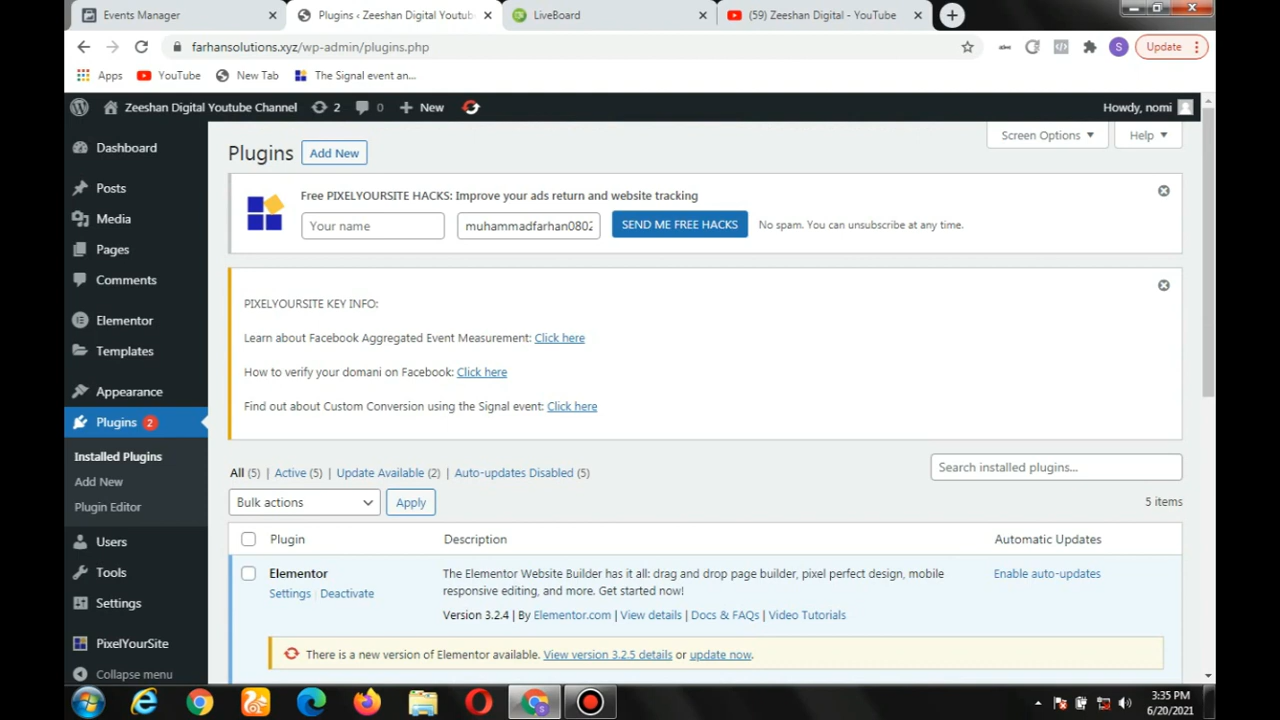 Events Manager
Plugins ‹ Zeeshan Digital Youtub
LiveBoard
(59) Zeeshan Digital - YouTube
farhansolutions.xyz/wp-admin/plugins.php
S
Update
Apps
YouTube
New Tab
The Signal event an...
Zeeshan Digital Youtube Channel
2
0
New
Howdy, nomi
Dashboard
Posts
Media
Pages
Comments
Elementor
Templates
Appearance
Plugins 2
Installed Plugins
Add New
Plugin Editor
Users
Tools
Settings
PixelYourSite
Collapse menu
Screen Options
Help
Plugins
Add New
Free PIXELYOURSITE HACKS: Improve your ads return and website tracking
Your name
muhammadfarhan0802
SEND ME FREE HACKS
No spam. You can unsubscribe at any time.
PIXELYOURSITE KEY INFO:
Learn about Facebook Aggregated Event Measurement: Click here
How to verify your domani on Facebook: Click here
Find out about Custom Conversion using the Signal event: Click here
All (5) | Active (5) | Update Available (2) | Auto-updates Disabled (5)
Search installed plugins...
Bulk actions
Apply
5 items
Plugin
Description
Automatic Updates
Elementor
Settings | Deactivate
The Elementor Website Builder has it all: drag and drop page builder, pixel perfect design, mobile
responsive editing, and more. Get started now!
Version 3.2.4 | By Elementor.com | View details | Docs & FAQs | Video Tutorials
Enable auto-updates
There is a new version of Elementor available. View version 3.2.5 details or update now.
3:35 PM
6/20/2021